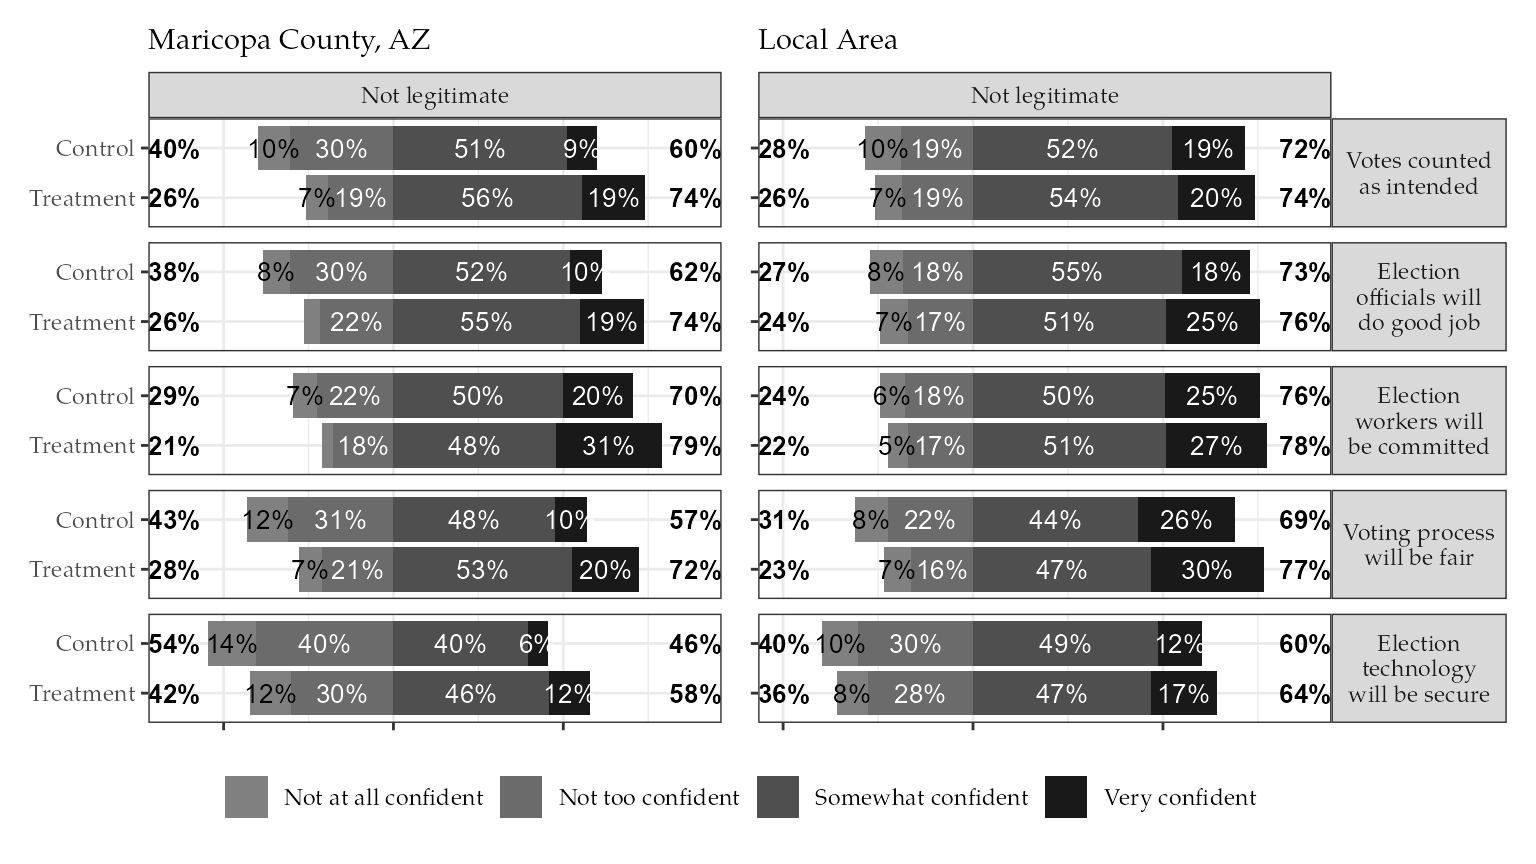 Maricopa County, AZ
Local Area
Not legitimate
Not legitimate
Control 40% 10% 30% 51% 9% 60% 28% 10% 19% 52% 19% 72%
Treatment 26% 7% 19% 56% 19% 74% 26% 7% 19% 54% 20% 74%
Votes counted
as intended
Control 38% 8% 30% 52% 10% 62% 27% 8% 18% 55% 18% 73%
Treatment 26% 22% 55% 19% 74% 24% 7% 17% 51% 25% 76%
Election
officials will
do good job
Control 29% 7% 22% 50% 20% 70% 24% 6% 18% 50% 25% 76%
Treatment 21% 18% 48% 31% 79% 22% 5% 17% 51% 27% 78%
Election
workers will
be committed
Control 43% 12% 31% 48% 10% 57% 31% 8% 22% 44% 26% 69%
Treatment 28% 7% 21% 53% 20% 72% 23% 7% 16% 47% 30% 77%
Voting process
will be fair
Control 54% 14% 40% 40% 6% 46% 40% 10% 30% 49% 12% 60%
Treatment 42% 12% 30% 46% 12% 58% 36% 8% 28% 47% 17% 64%
Election
technology
will be secure
Not at all confident Not too confident Somewhat confident Very confident